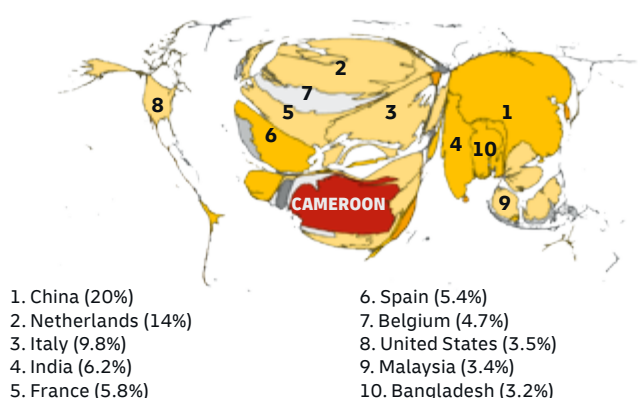 2
7
8
5
3
1
6
4
10
CAMEROON
9
1. China (20%)
2. Netherlands (14%)
3. Italy (9.8%)
4. India (6.2%)
5. France (5.8%)
6. Spain (5.4%)
7. Belgium (4.7%)
8. United States (3.5%)
9. Malaysia (3.4%)
10. Bangladesh (3.2%)